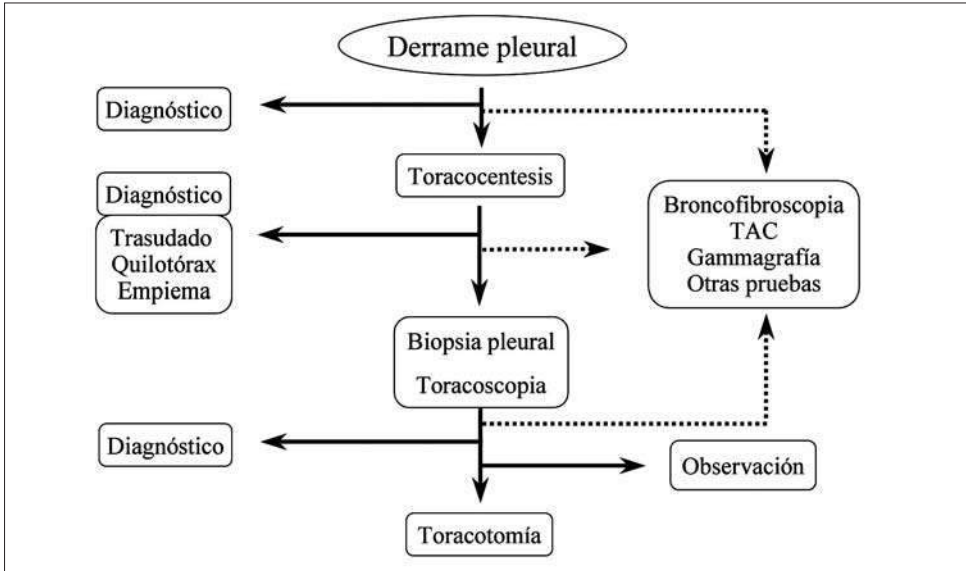 Derrame pleural
Diagnóstico
Toracocentesis
Diagnóstico
Trasudado
Quilotórax
Empiema
Broncofibroscopia
TAC
Gammagrafía
Otras pruebas
Biopsia pleural
Toracoscopia
Diagnóstico
Observación
Toracotomía